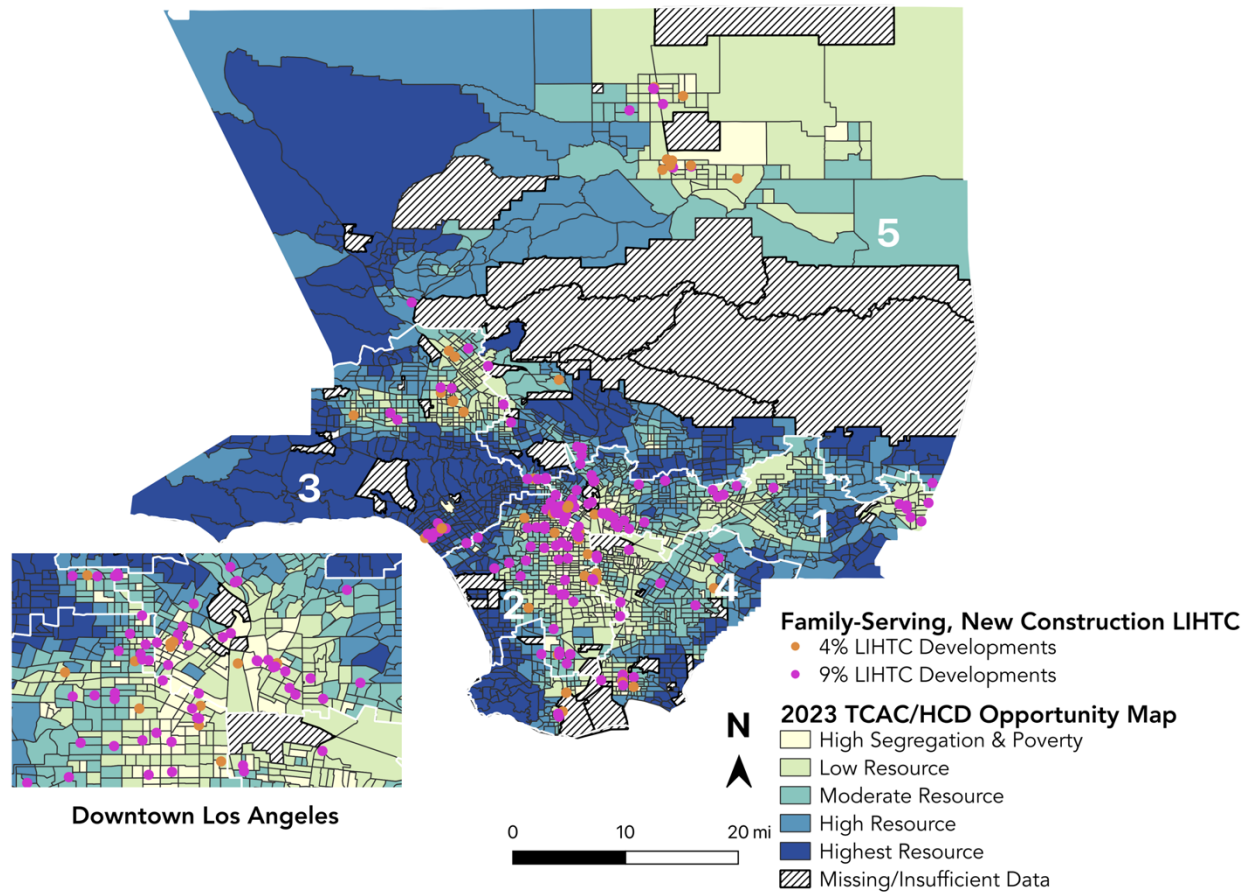 5
3
1
4
2
Family-Serving, New Construction LIHTC
4% LIHTC Developments
9% LIHTC Developments
N
2023 TCAC/HCD Opportunity Map
High Segregation & Poverty
Low Resource
Moderate Resource
High Resource
Highest Resource
Missing/Insufficient Data
Downtown Los Angeles
0 10 20 mi